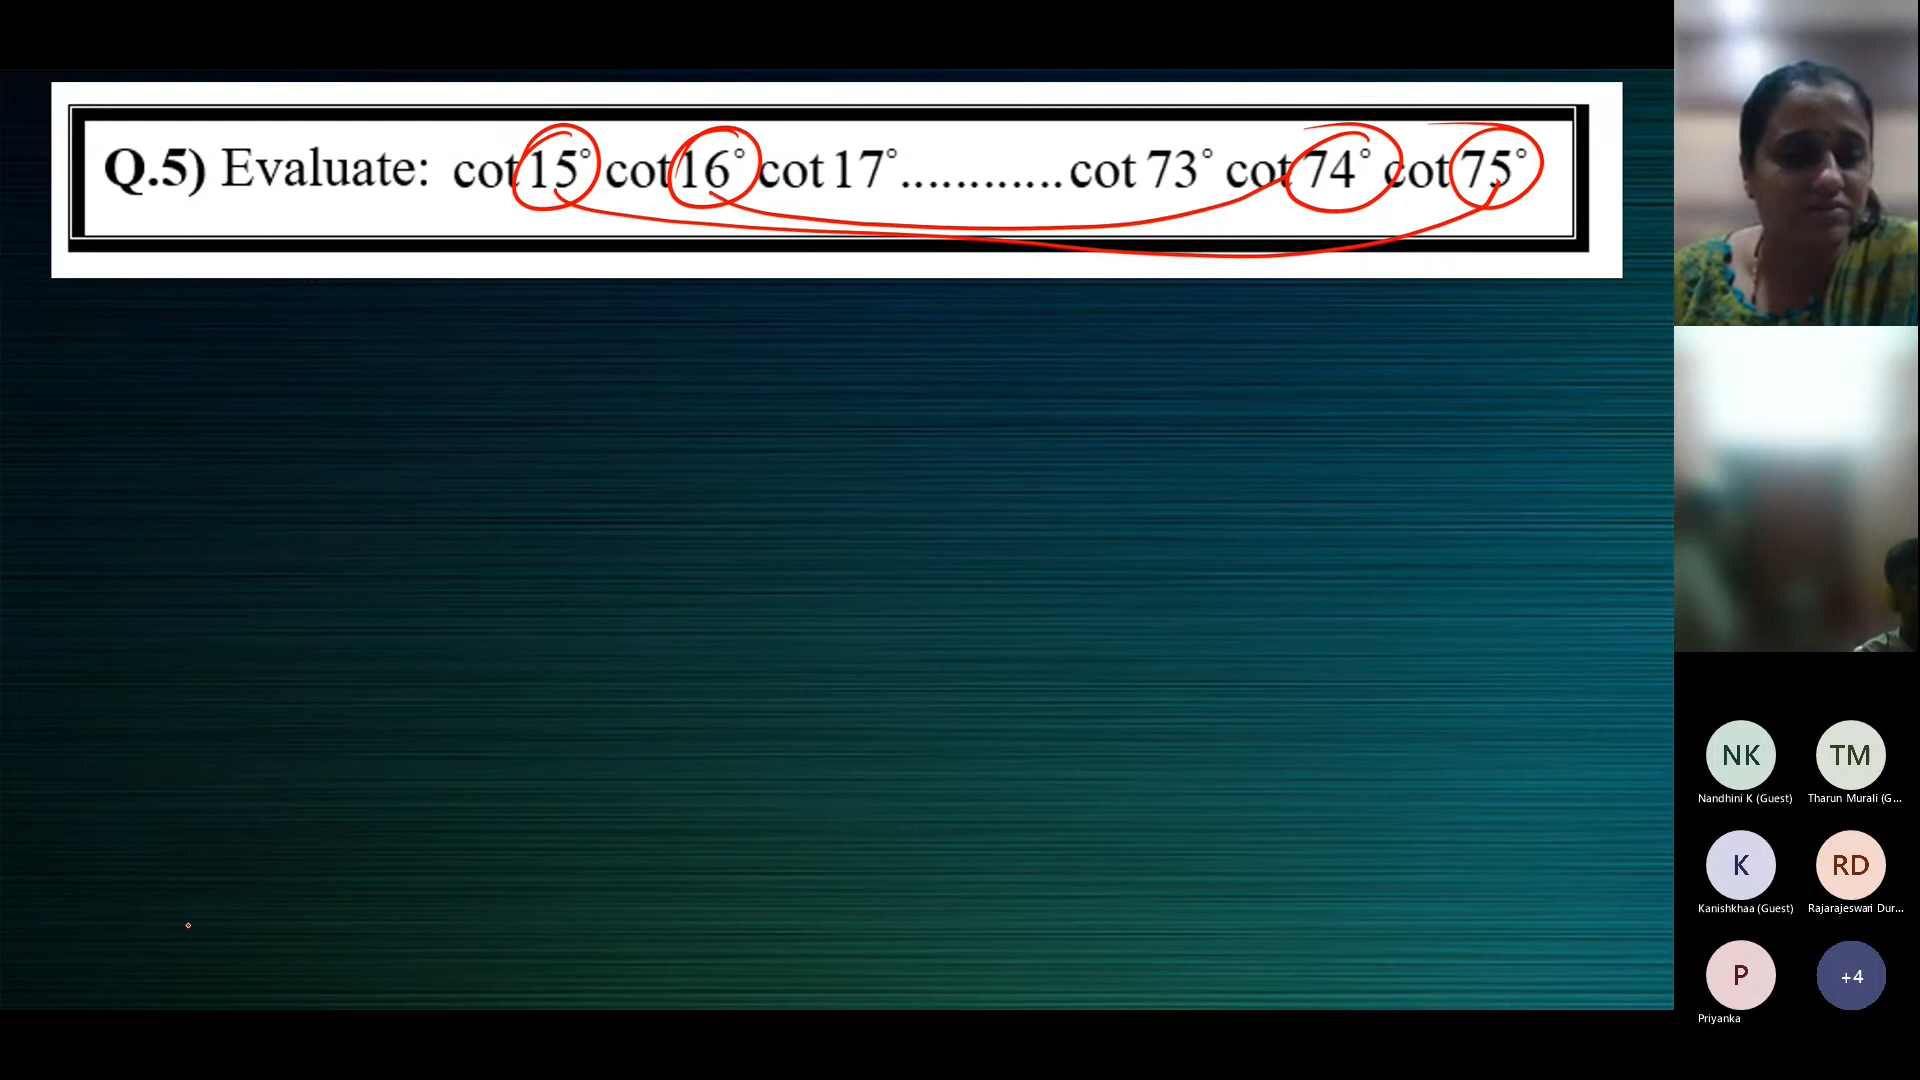 Q.5) Evaluate: cot 15° cot 16° cot 17° ............ cot 73° cot 74° cot 75°
NK
TM
Nandhini K (Guest)
Tharun Murali (G...
K
RD
Kanishkhaa (Guest)
Rajarajeswari Dur...
P
+4
Priyanka